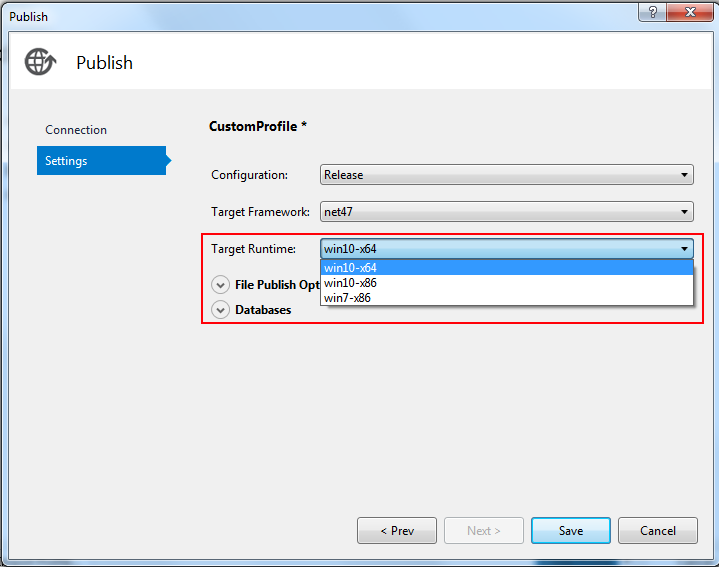 Publish
?
Publish
Connection
Settings
CustomProfile *
Configuration: Release
Target Framework: net47
Target Runtime: win10-x64
win10-x64
win10-x86
win7-x86
File Publish Opt
Databases
< Prev
Next >
Save
Cancel